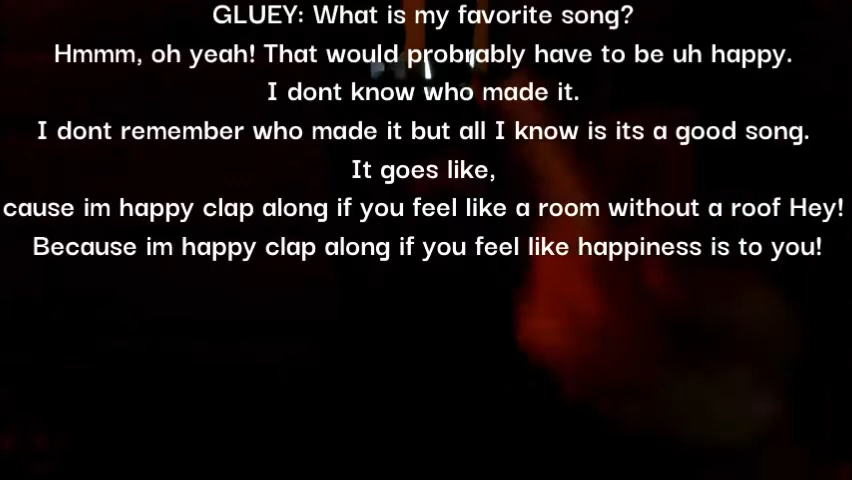 GLUEY: What is my favorite song?
Hmmm, oh yeah! That would probrably have to be uh happy.
I dont know who made it.
I dont remember who made it but all I know is its a good song.
It goes like,
cause im happy clap along if you feel like a room without a roof Hey!
Because im happy clap along if you feel like happiness is to you!